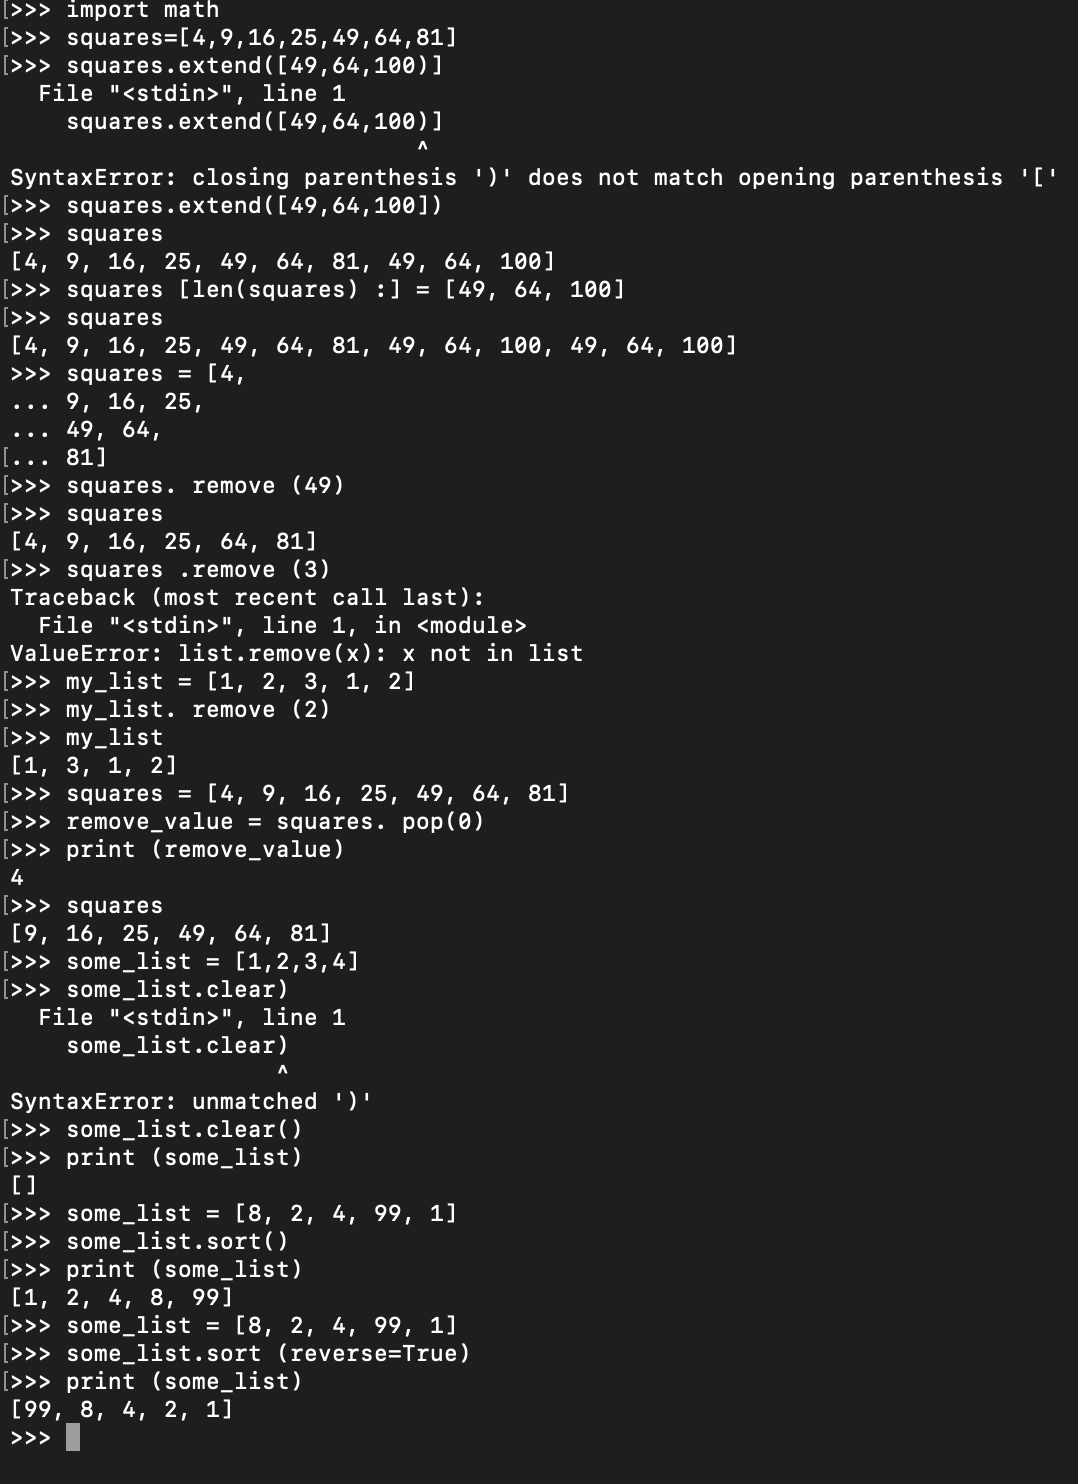 [>>> import math
[>>> squares=[4,9,16,25,49,64,81]
[>>> squares.extend([49,64,100)]
  File "<stdin>", line 1
    squares.extend([49,64,100)]
                             ^
SyntaxError: closing parenthesis ')' does not match opening parenthesis '['
[>>> squares.extend([49,64,100])
[>>> squares
[4, 9, 16, 25, 49, 64, 81, 49, 64, 100]
[>>> squares [len(squares) :] = [49, 64, 100]
[>>> squares
[4, 9, 16, 25, 49, 64, 81, 49, 64, 100, 49, 64, 100]
>>> squares = [4,
... 9, 16, 25,
... 49, 64,
[... 81]
[>>> squares. remove (49)
[>>> squares
[4, 9, 16, 25, 64, 81]
[>>> squares .remove (3)
Traceback (most recent call last):
  File "<stdin>", line 1, in <module>
ValueError: list.remove(x): x not in list
[>>> my_list = [1, 2, 3, 1, 2]
[>>> my_list. remove (2)
[>>> my_list
[1, 3, 1, 2]
[>>> squares = [4, 9, 16, 25, 49, 64, 81]
[>>> remove_value = squares. pop(0)
[>>> print (remove_value)
4
[>>> squares
[9, 16, 25, 49, 64, 81]
[>>> some_list = [1,2,3,4]
[>>> some_list.clear)
  File "<stdin>", line 1
    some_list.clear)
                   ^
SyntaxError: unmatched ')'
[>>> some_list.clear()
[>>> print (some_list)
[]
[>>> some_list = [8, 2, 4, 99, 1]
[>>> some_list.sort()
[>>> print (some_list)
[1, 2, 4, 8, 99]
[>>> some_list = [8, 2, 4, 99, 1]
[>>> some_list.sort (reverse=True)
[>>> print (some_list)
[99, 8, 4, 2, 1]
>>>